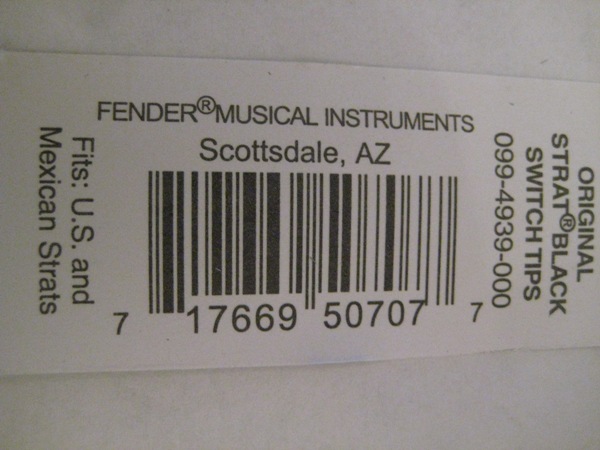 FENDER® MUSICAL INSTRUMENTS
Scottsdale, AZ
Fits: U.S. and
Mexican Strats
7 17669 50707 7
ORIGINAL
STRAT® BLACK
SWITCH TIPS
099-4939-000